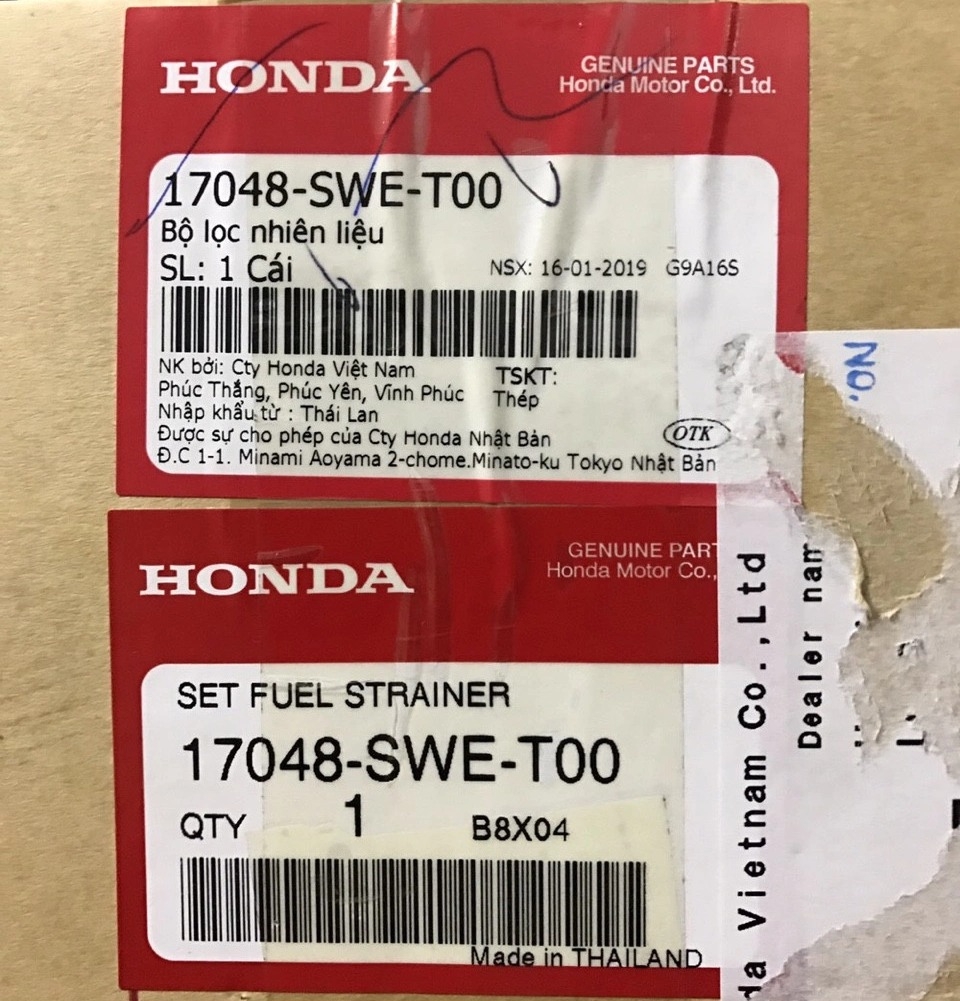 HONDA
GENUINE PARTS
Honda Motor Co., Ltd.
17048-SWE-T00
Bộ lọc nhiên liệu
SL: 1 Cái
NSX: 16-01-2019 G9A16S
NK bởi: Cty Honda Việt Nam
TSKT:
Phúc Thắng, Phúc Yên, Vĩnh Phúc
Thép
Nhập khẩu từ : Thái Lan
Được sự cho phép của Cty Honda Nhật Bản
OTK
Đ.C 1-1. Minami Aoyama 2-chome.Minato-ku Tokyo Nhật Bản
HONDA
GENUINE PART
Honda Motor Co.,
SET FUEL STRAINER
17048-SWE-T00
QTY 1 B8X04
Made in THAILAND
da Vietnam Co.,Ltd
Dealer nam
NO.